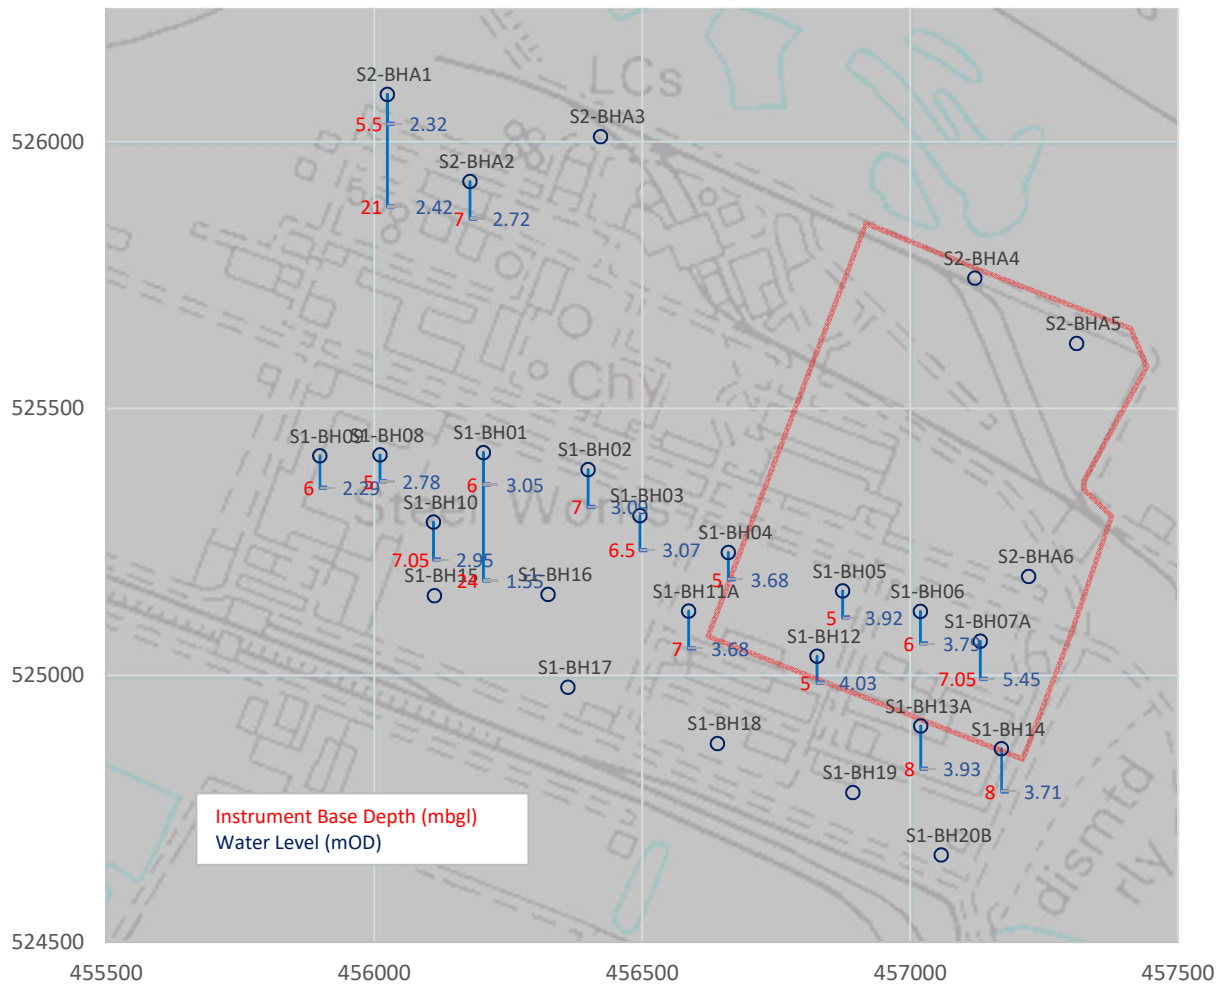 LCs
S2-BHA1
S2-BHA3
5.5 2.32
526000
S2-BHA2
21 2.42
7 2.72
S2-BHA4
S2-BHA5
Chy
525500
S1-BH09
S1-BH08
S1-BH01
S1-BH02
6 2.29
5 2.78
6 3.05
S1-BH10
7 3.09
S1-BH03
Steel Works
S1-BH04
6.5 3.07
7.05 2.95
S2-BHA6
S1-BH15
24 1.55
S1-BH16
5 3.68
S1-BH05
S1-BH11A
S1-BH06
5 3.92
S1-BH07A
S1-BH12
6 3.79
7 3.68
5 4.03
7.05 5.45
525000
S1-BH17
S1-BH13A
S1-BH18
S1-BH14
8 3.93
S1-BH19
8 3.71
Instrument Base Depth (mbgl)
Water Level (mOD)
S1-BH20B
dismtd
rly
524500
455500 456000 456500 457000 457500